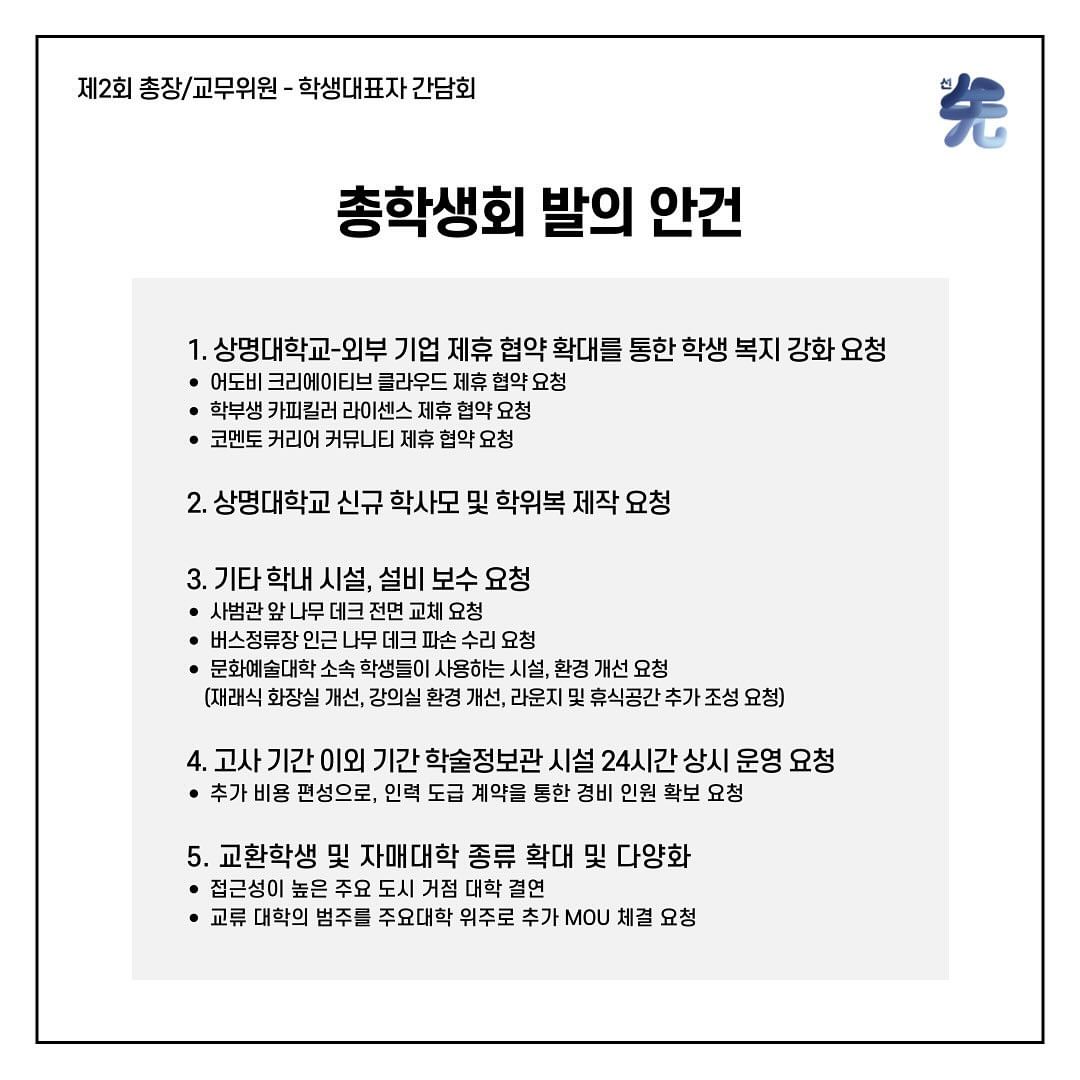 제2회 총장/교무위원 - 학생대표자 간담회
선
先
총학생회 발의 안건
1. 상명대학교-외부 기업 제휴 협약 확대를 통한 학생 복지 강화 요청
• 어도비 크리에이티브 클라우드 제휴 협약 요청
• 학부생 카피킬러 라이센스 제휴 협약 요청
• 코멘토 커리어 커뮤니티 제휴 협약 요청
2. 상명대학교 신규 학사모 및 학위복 제작 요청
3. 기타 학내 시설, 설비 보수 요청
• 사범관 앞 나무 데크 전면 교체 요청
• 버스정류장 인근 나무 데크 파손 수리 요청
• 문화예술대학 소속 학생들이 사용하는 시설, 환경 개선 요청
(재래식 화장실 개선, 강의실 환경 개선, 라운지 및 휴식공간 추가 조성 요청)
4. 고사 기간 이외 기간 학술정보관 시설 24시간 상시 운영 요청
• 추가 비용 편성으로, 인력 도급 계약을 통한 경비 인원 확보 요청
5. 교환학생 및 자매대학 종류 확대 및 다양화
• 접근성이 높은 주요 도시 거점 대학 결연
• 교류 대학의 범주를 주요대학 위주로 추가 MOU 체결 요청